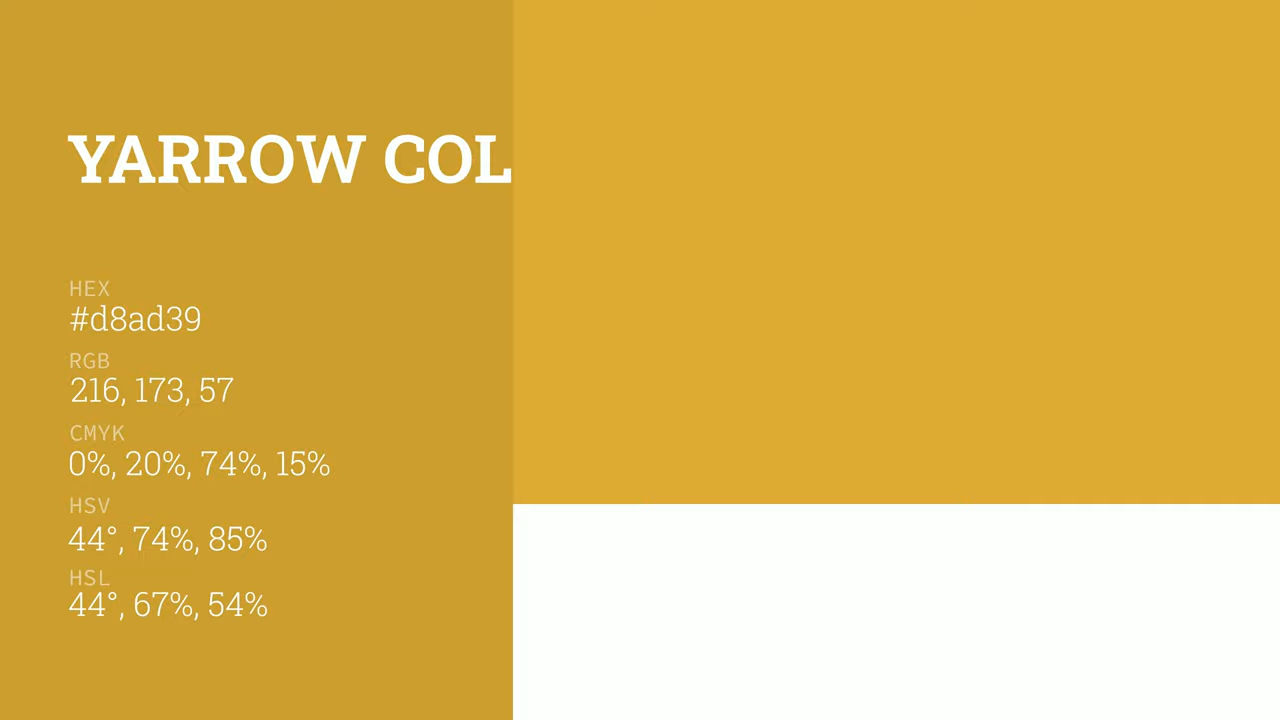 YARROW COL
HEX
#d8ad39
RGB
216, 173, 57
CMYK
0%, 20%, 74%, 15%
HSV
44°, 74%, 85%
HSL
44°, 67%, 54%